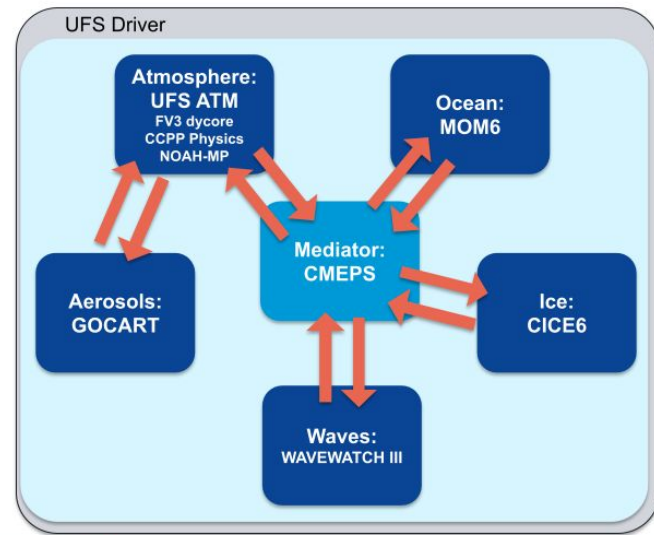 UFS Driver
Atmosphere:
UFS ATM
FV3 dycore
CCPP Physics
NOAH-MP
Ocean:
MOM6
Mediator:
CMEPS
Aerosols:
GOCART
Ice:
CICE6
Waves:
WAVEWATCH III